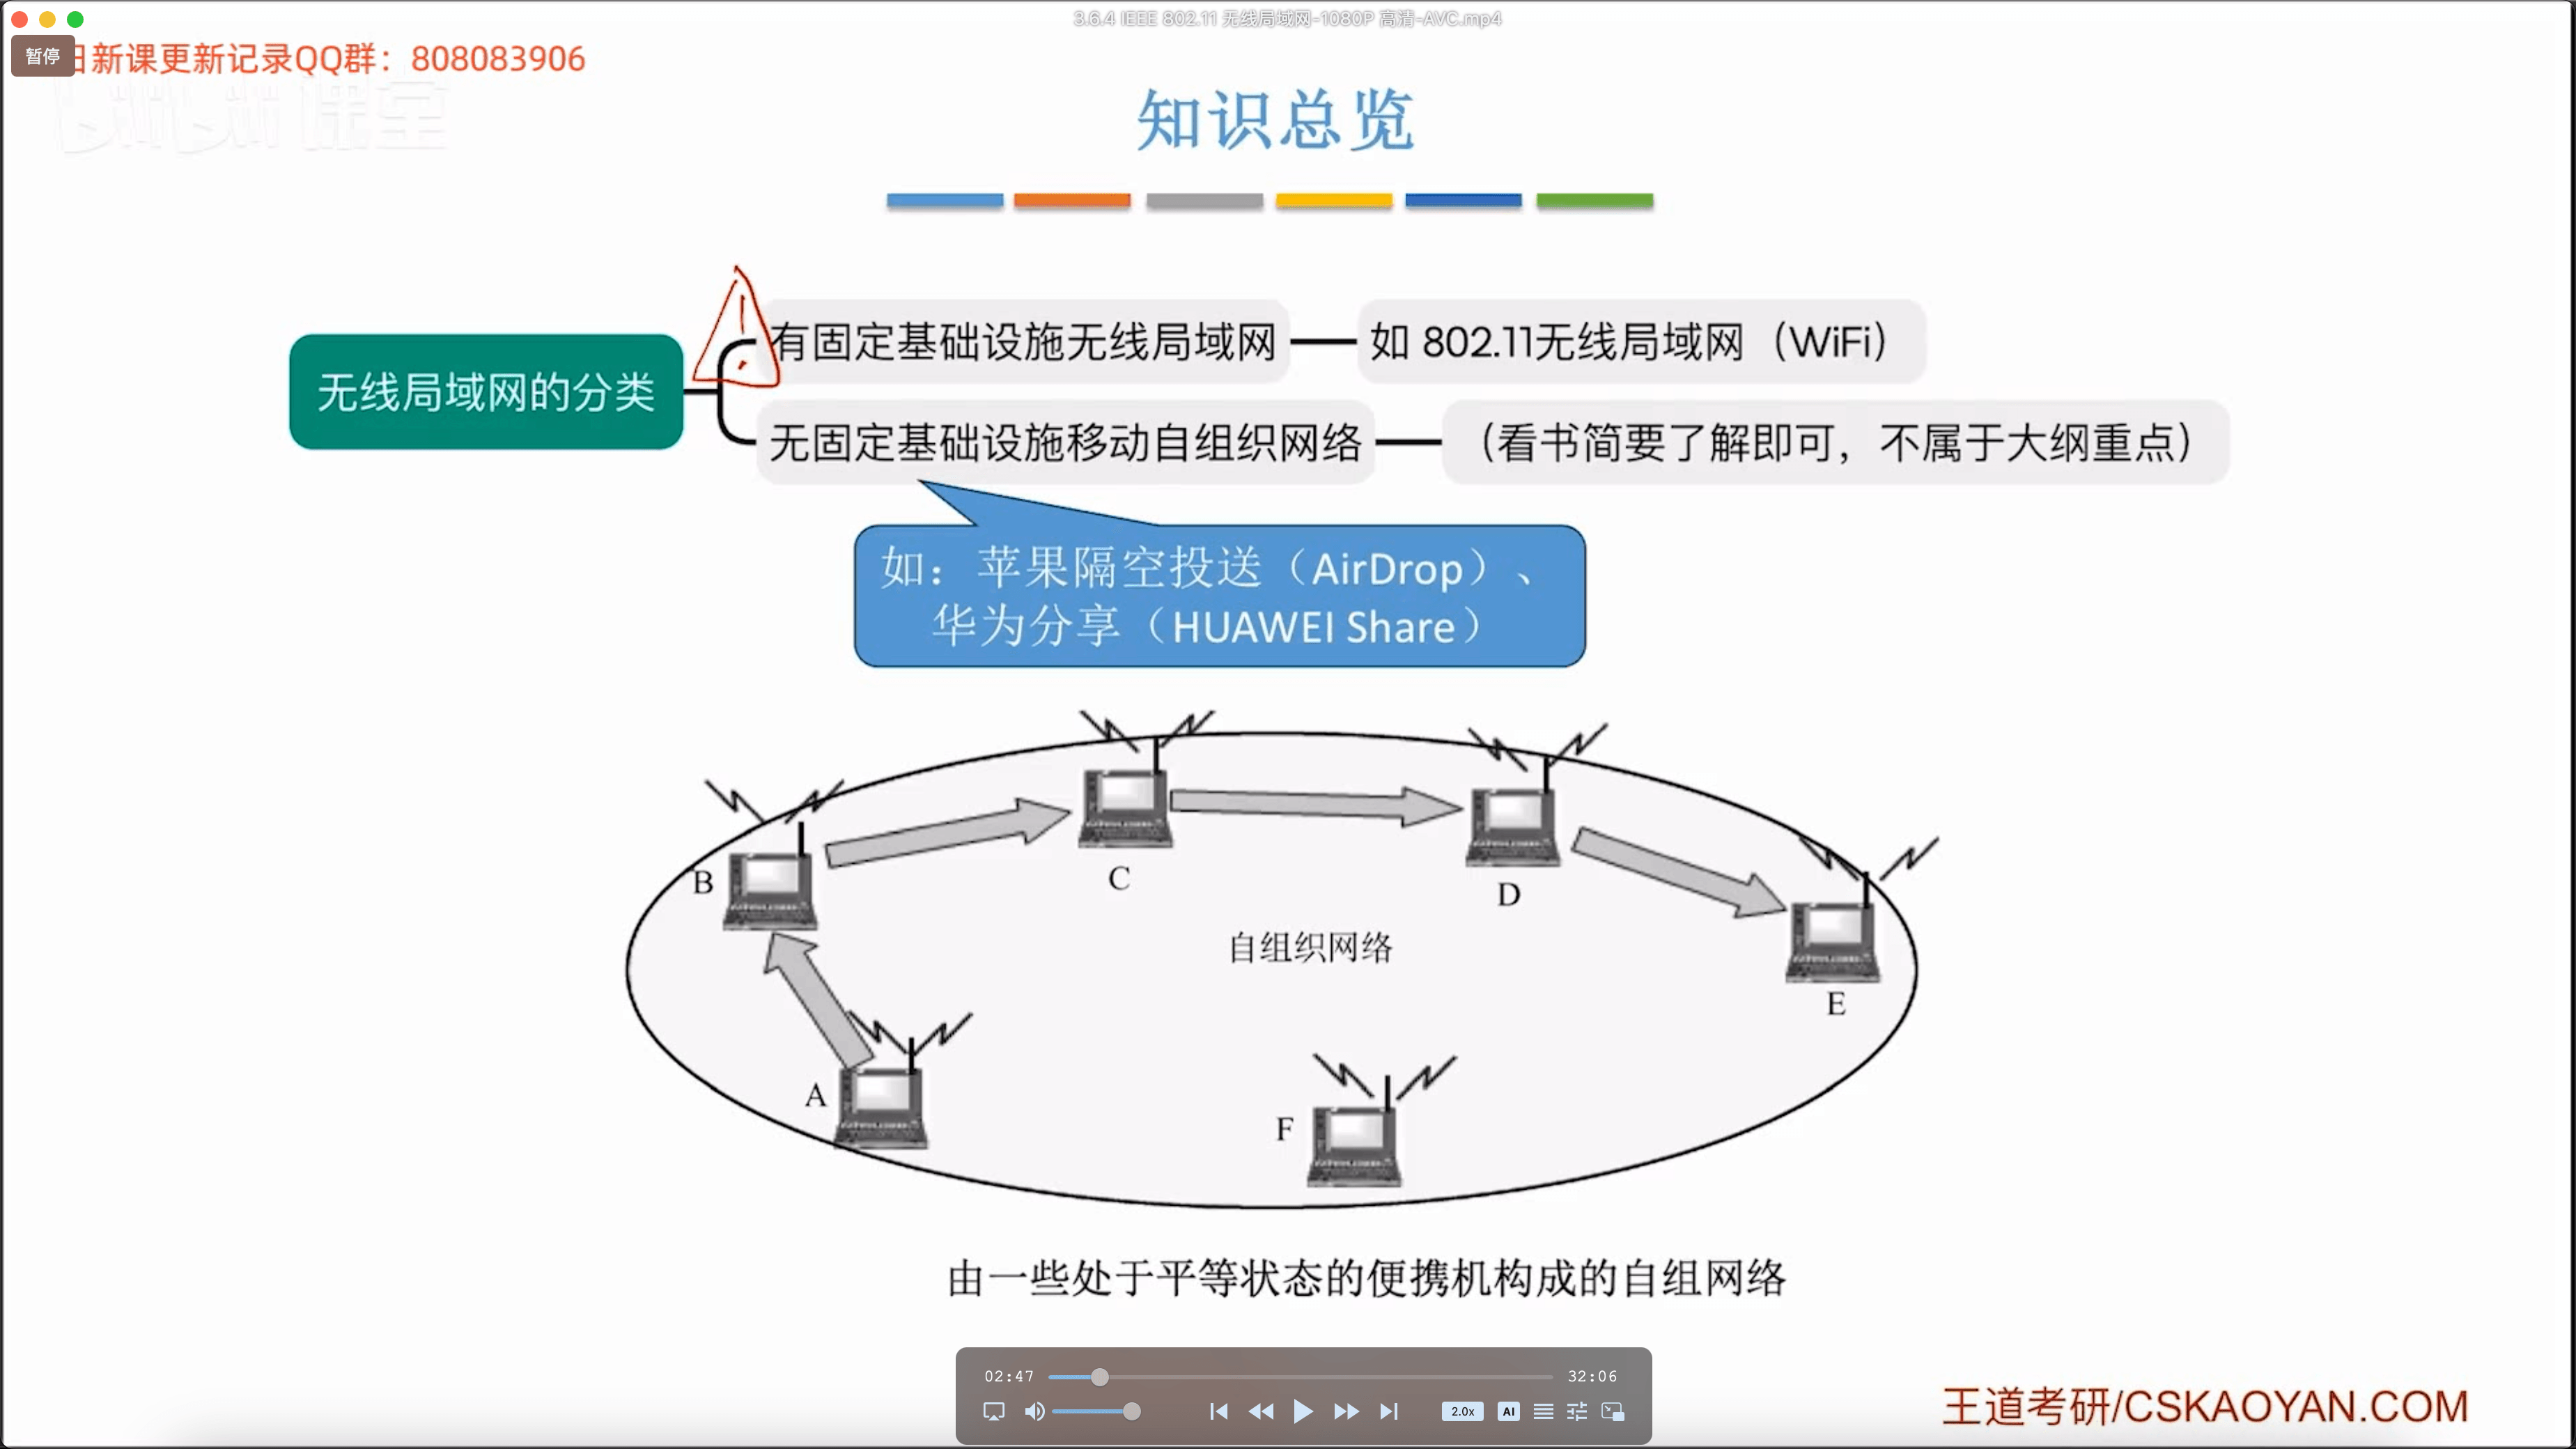 3.6.4 IEEE 802.11 无线局域网-1080P 高清-AVC.mp4
暂停
日新课更新记录QQ群：808083906
bilibili 课堂
知识总览
无线局域网的分类
有固定基础设施无线局域网
如 802.11无线局域网（WiFi）
无固定基础设施移动自组织网络
（看书简要了解即可，不属于大纲重点）
如：苹果隔空投送（AirDrop）、
华为分享（HUAWEI Share）
C
D
B
自组织网络
E
A
F
由一些处于平等状态的便携机构成的自组网络
02:47
32:06
2.0x
AI
王道考研/CSKAOYAN.COM